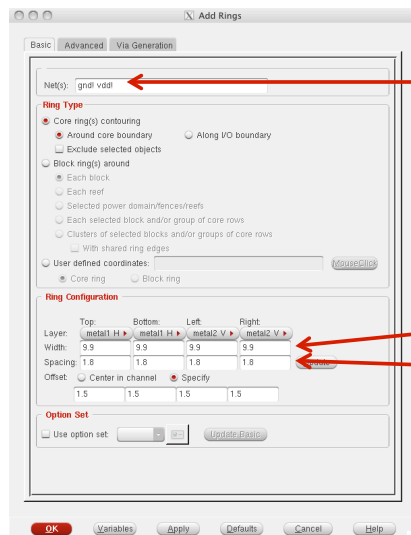 Add Rings
Basic Advanced Via Generation
Net(s): gnd! vdd!
Ring Type
Core ring(s) contouring
Around core boundary Along I/O boundary
Exclude selected objects
Block ring(s) around
Each block
Each reef
Selected power domain/fences/reefs
Each selected block and/or group of core rows
Clusters of selected blocks and/or groups of core rows
With shared ring edges
User defined coordinates: MouseClick
Core ring Block ring
Ring Configuration
Top: Bottom: Left: Right:
Layer: metal1 H metal1 H metal2 V metal2 V
Width: 9.9 9.9 9.9 9.9
Spacing: 1.8 1.8 1.8 1.8 Update
Offset: Center in channel Specify
1.5 1.5 1.5 1.5
Option Set
Use option set: Update Basic
OK Variables Apply Defaults Cancel Help